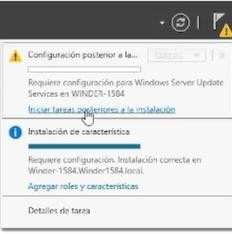 Configuración posterior a la...
TAREAS
Requiere configuración para Windows Server Update
Services en WINDER-1584
Iniciar tareas posteriores a la instalación
Instalación de característica
Requiere configuración. Instalación correcta en
Winder-1584.Winder1584.local.
Agregar roles y características
Detalles de tarea